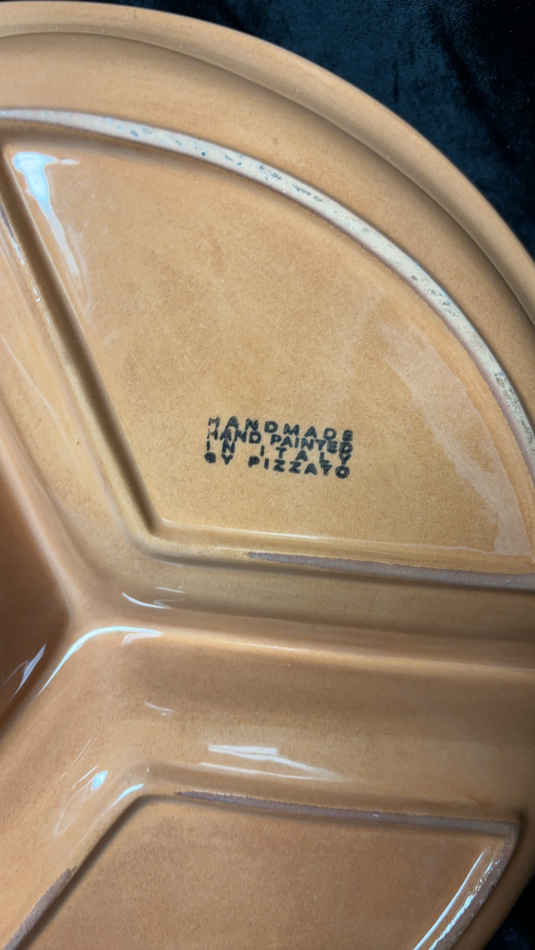 HANDMADE
HAND PAINTED
IN ITALY
BY PIZZATO